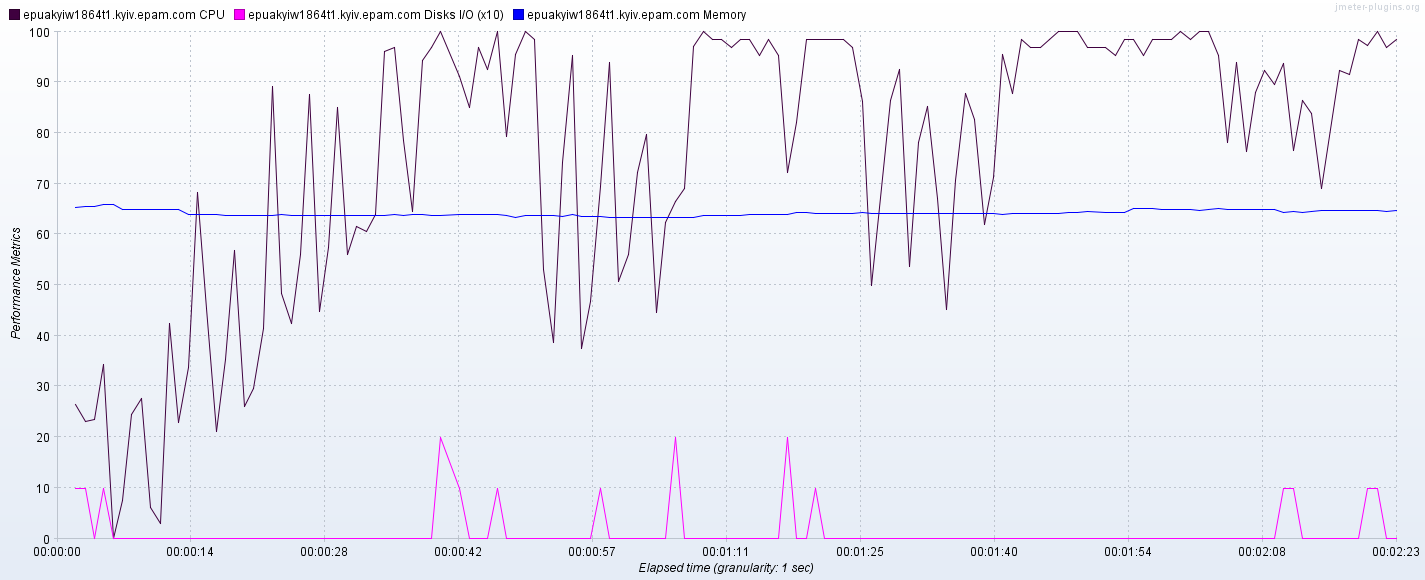 epuakyiw1864t1.kyiv.epam.com CPU epuakyiw1864t1.kyiv.epam.com Disks I/O (x10) epuakyiw1864t1.kyiv.epam.com Memory
jmeter-plugins.org
100
90
80
70
60
50
40
30
20
10
0
Performance Metrics
00:00:00 00:00:14 00:00:28 00:00:42 00:00:57 00:01:11 00:01:25 00:01:40 00:01:54 00:02:08 00:02:23
Elapsed time (granularity: 1 sec)